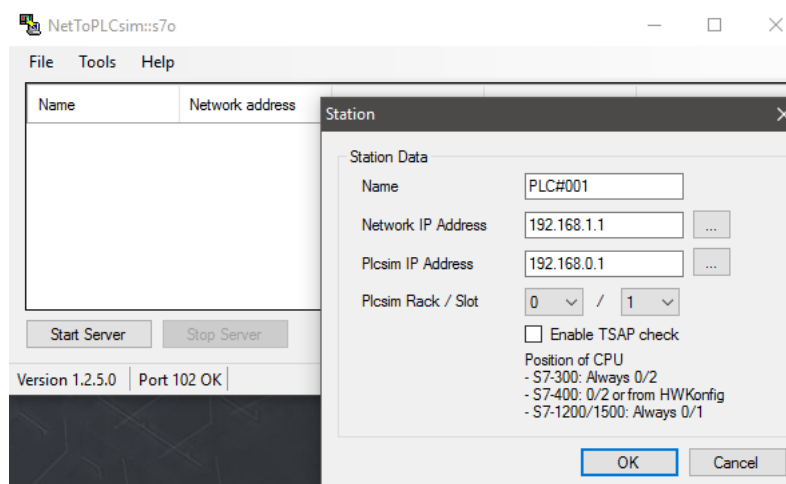 NetToPLCsim::s7o
File Tools Help
Name Network address
Station
Station Data
Name PLC#001
Network IP Address 192.168.1.1 ...
Plcsim IP Address 192.168.0.1 ...
Plcsim Rack / Slot 0 / 1
Enable TSAP check
Position of CPU
- S7-300: Always 0/2
- S7-400: 0/2 or from HWKonfig
- S7-1200/1500: Always 0/1
Start Server Stop Server
Version 1.2.5.0 Port 102 OK
OK Cancel